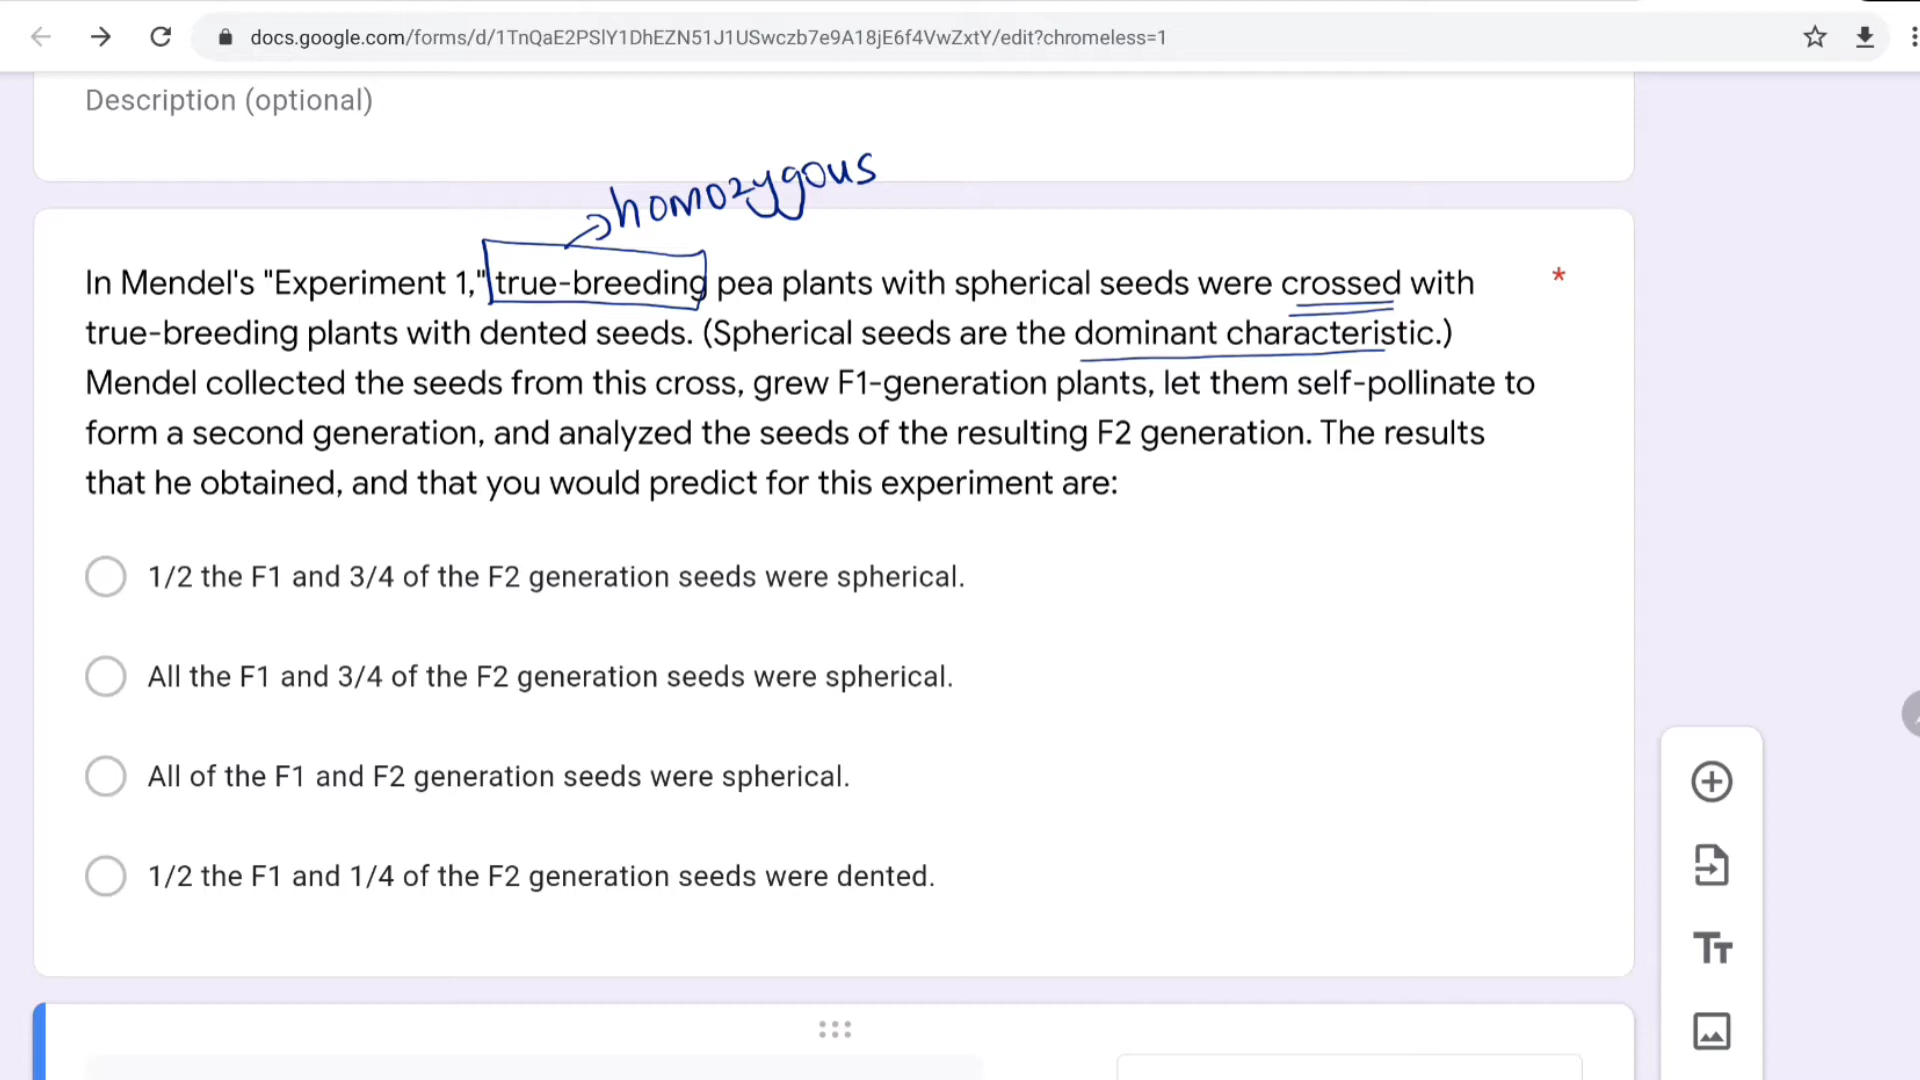 docs.google.com/forms/d/1TnQaE2PSlY1DhEZN51J1USwczb7e9A18jE6f4VwZxtY/edit?chromeless=1
Description (optional)
homozygous
In Mendel's "Experiment 1," true-breeding pea plants with spherical seeds were crossed with *
true-breeding plants with dented seeds. (Spherical seeds are the dominant characteristic.)
Mendel collected the seeds from this cross, grew F1-generation plants, let them self-pollinate to
form a second generation, and analyzed the seeds of the resulting F2 generation. The results
that he obtained, and that you would predict for this experiment are:
1/2 the F1 and 3/4 of the F2 generation seeds were spherical.
All the F1 and 3/4 of the F2 generation seeds were spherical.
All of the F1 and F2 generation seeds were spherical.
1/2 the F1 and 1/4 of the F2 generation seeds were dented.
Tт